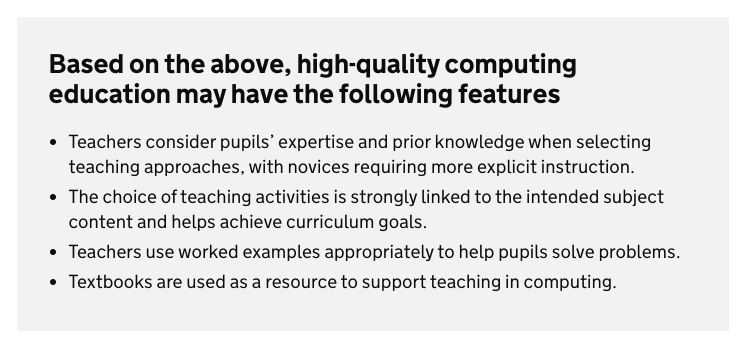 Based on the above, high-quality computing
education may have the following features
• Teachers consider pupils’ expertise and prior knowledge when selecting
teaching approaches, with novices requiring more explicit instruction.
• The choice of teaching activities is strongly linked to the intended subject
content and helps achieve curriculum goals.
• Teachers use worked examples appropriately to help pupils solve problems.
• Textbooks are used as a resource to support teaching in computing.